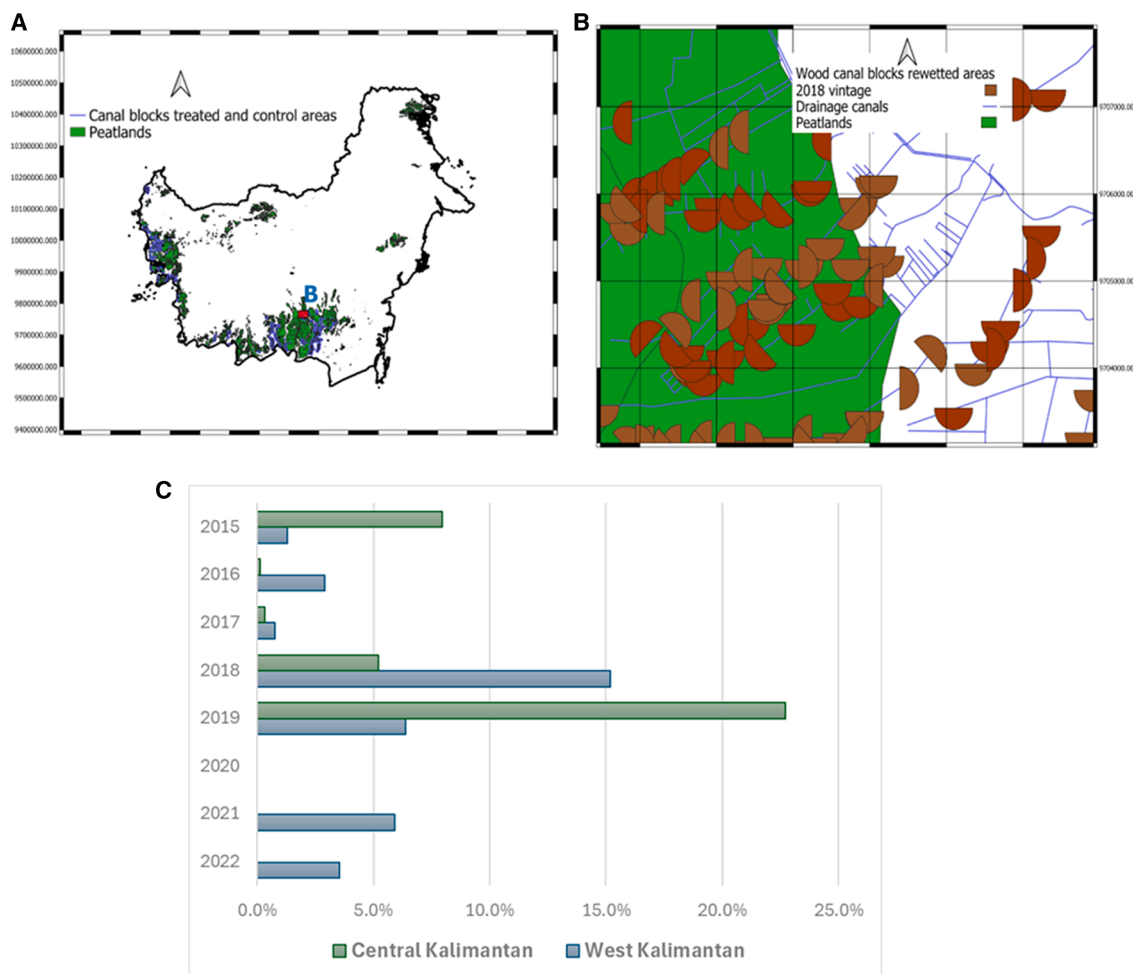 A
10600000.000
10500000.000
10400000.000
10300000.000
10200000.000
10100000.000
10000000.000
9900000.000
9800000.000
9700000.000
9600000.000
9500000.000
9400000.000
Canal blocks treated and control areas
Peatlands
B
B
Wood canal blocks rewetted areas
2018 vintage
Drainage canals
Peatlands
9707000.00
9706000.00
9705000.00
9704000.00
C
2015
2016
2017
2018
2019
2020
2021
2022
0.0% 5.0% 10.0% 15.0% 20.0% 25.0%
Central Kalimantan West Kalimantan